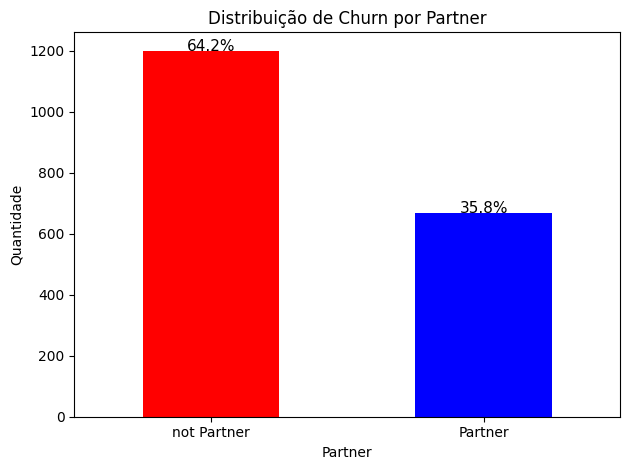 Distribuição de Churn por Partner
64.2%
35.8%
1200
1000
800
600
400
200
0
Quantidade
not Partner
Partner
Partner